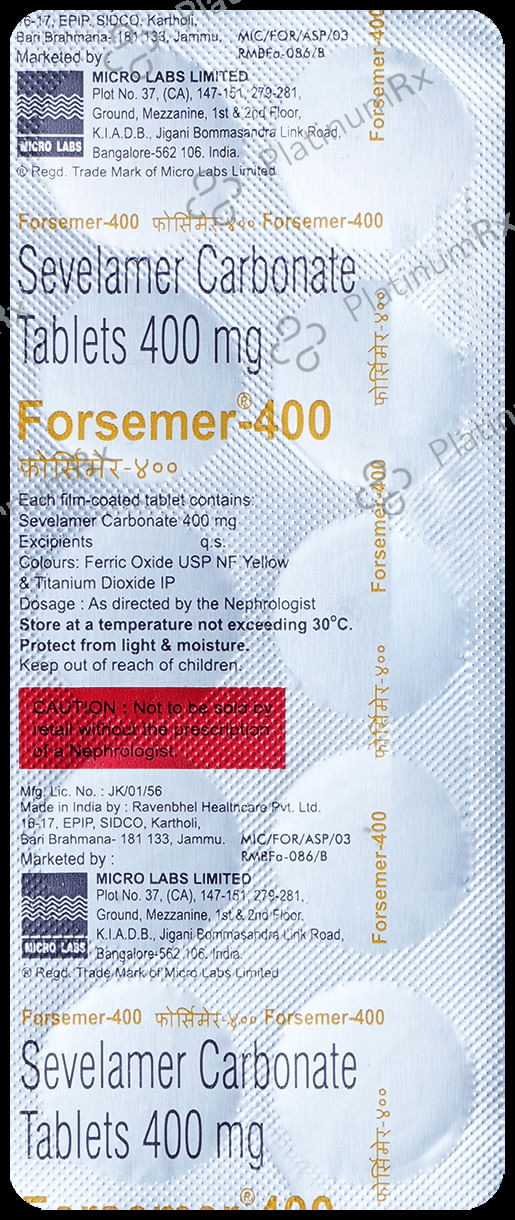 16-17, EPIP, SIDCO, Kartholi,
Bari Brahmana- 181 133, Jammu. MIC/FOR/ASP/03
Marketed by : RMBFa-086/B
MICRO LABS LIMITED
Plot No. 37, (CA), 147-151, 279-281,
Ground, Mezzanine, 1st & 2nd Floor,
K.I.A.D.B., Jigani Bommasandra Link Road,
Bangalore-562 106. India.
MICRO LABS
® Regd. Trade Mark of Micro Labs Limited
Forsemer-400 फोर्सिमेर-४०० Forsemer-400
Sevelamer Carbonate
Tablets 400 mg
Forsemer®-400
फोर्सिमेर-४००
Each film-coated tablet contains:
Sevelamer Carbonate 400 mg
Excipients q.s.
Colours: Ferric Oxide USP NF Yellow
& Titanium Dioxide IP
Dosage : As directed by the Nephrologist
Store at a temperature not exceeding 30°C.
Protect from light & moisture.
Keep out of reach of children.
CAUTION : Not to be sold by
retail without the prescription
of a Nephrologist.
Mfg. Lic. No. : JK/01/56
Made in India by : Ravenbhel Healthcare Pvt. Ltd.
16-17, EPIP, SIDCO, Kartholi,
Bari Brahmana- 181 133, Jammu. MIC/FOR/ASP/03
Marketed by : RMBFa-086/B
MICRO LABS LIMITED
Plot No. 37, (CA), 147-151, 279-281,
Ground, Mezzanine, 1st & 2nd Floor,
K.I.A.D.B., Jigani Bommasandra Link Road,
Bangalore-562 106. India.
MICRO LABS
® Regd. Trade Mark of Micro Labs Limited
Forsemer-400 फोर्सिमेर-४०० Forsemer-400
Sevelamer Carbonate
Tablets 400 mg
Forsemer®-400
Forsemer-400
फोर्सिमेर-४००
Forsemer-400
फोर्सिमेर-४००
Forsemer-400
फोर्सिमेर-४००
PlatinumRx
PlatinumRx
PlatinumRx